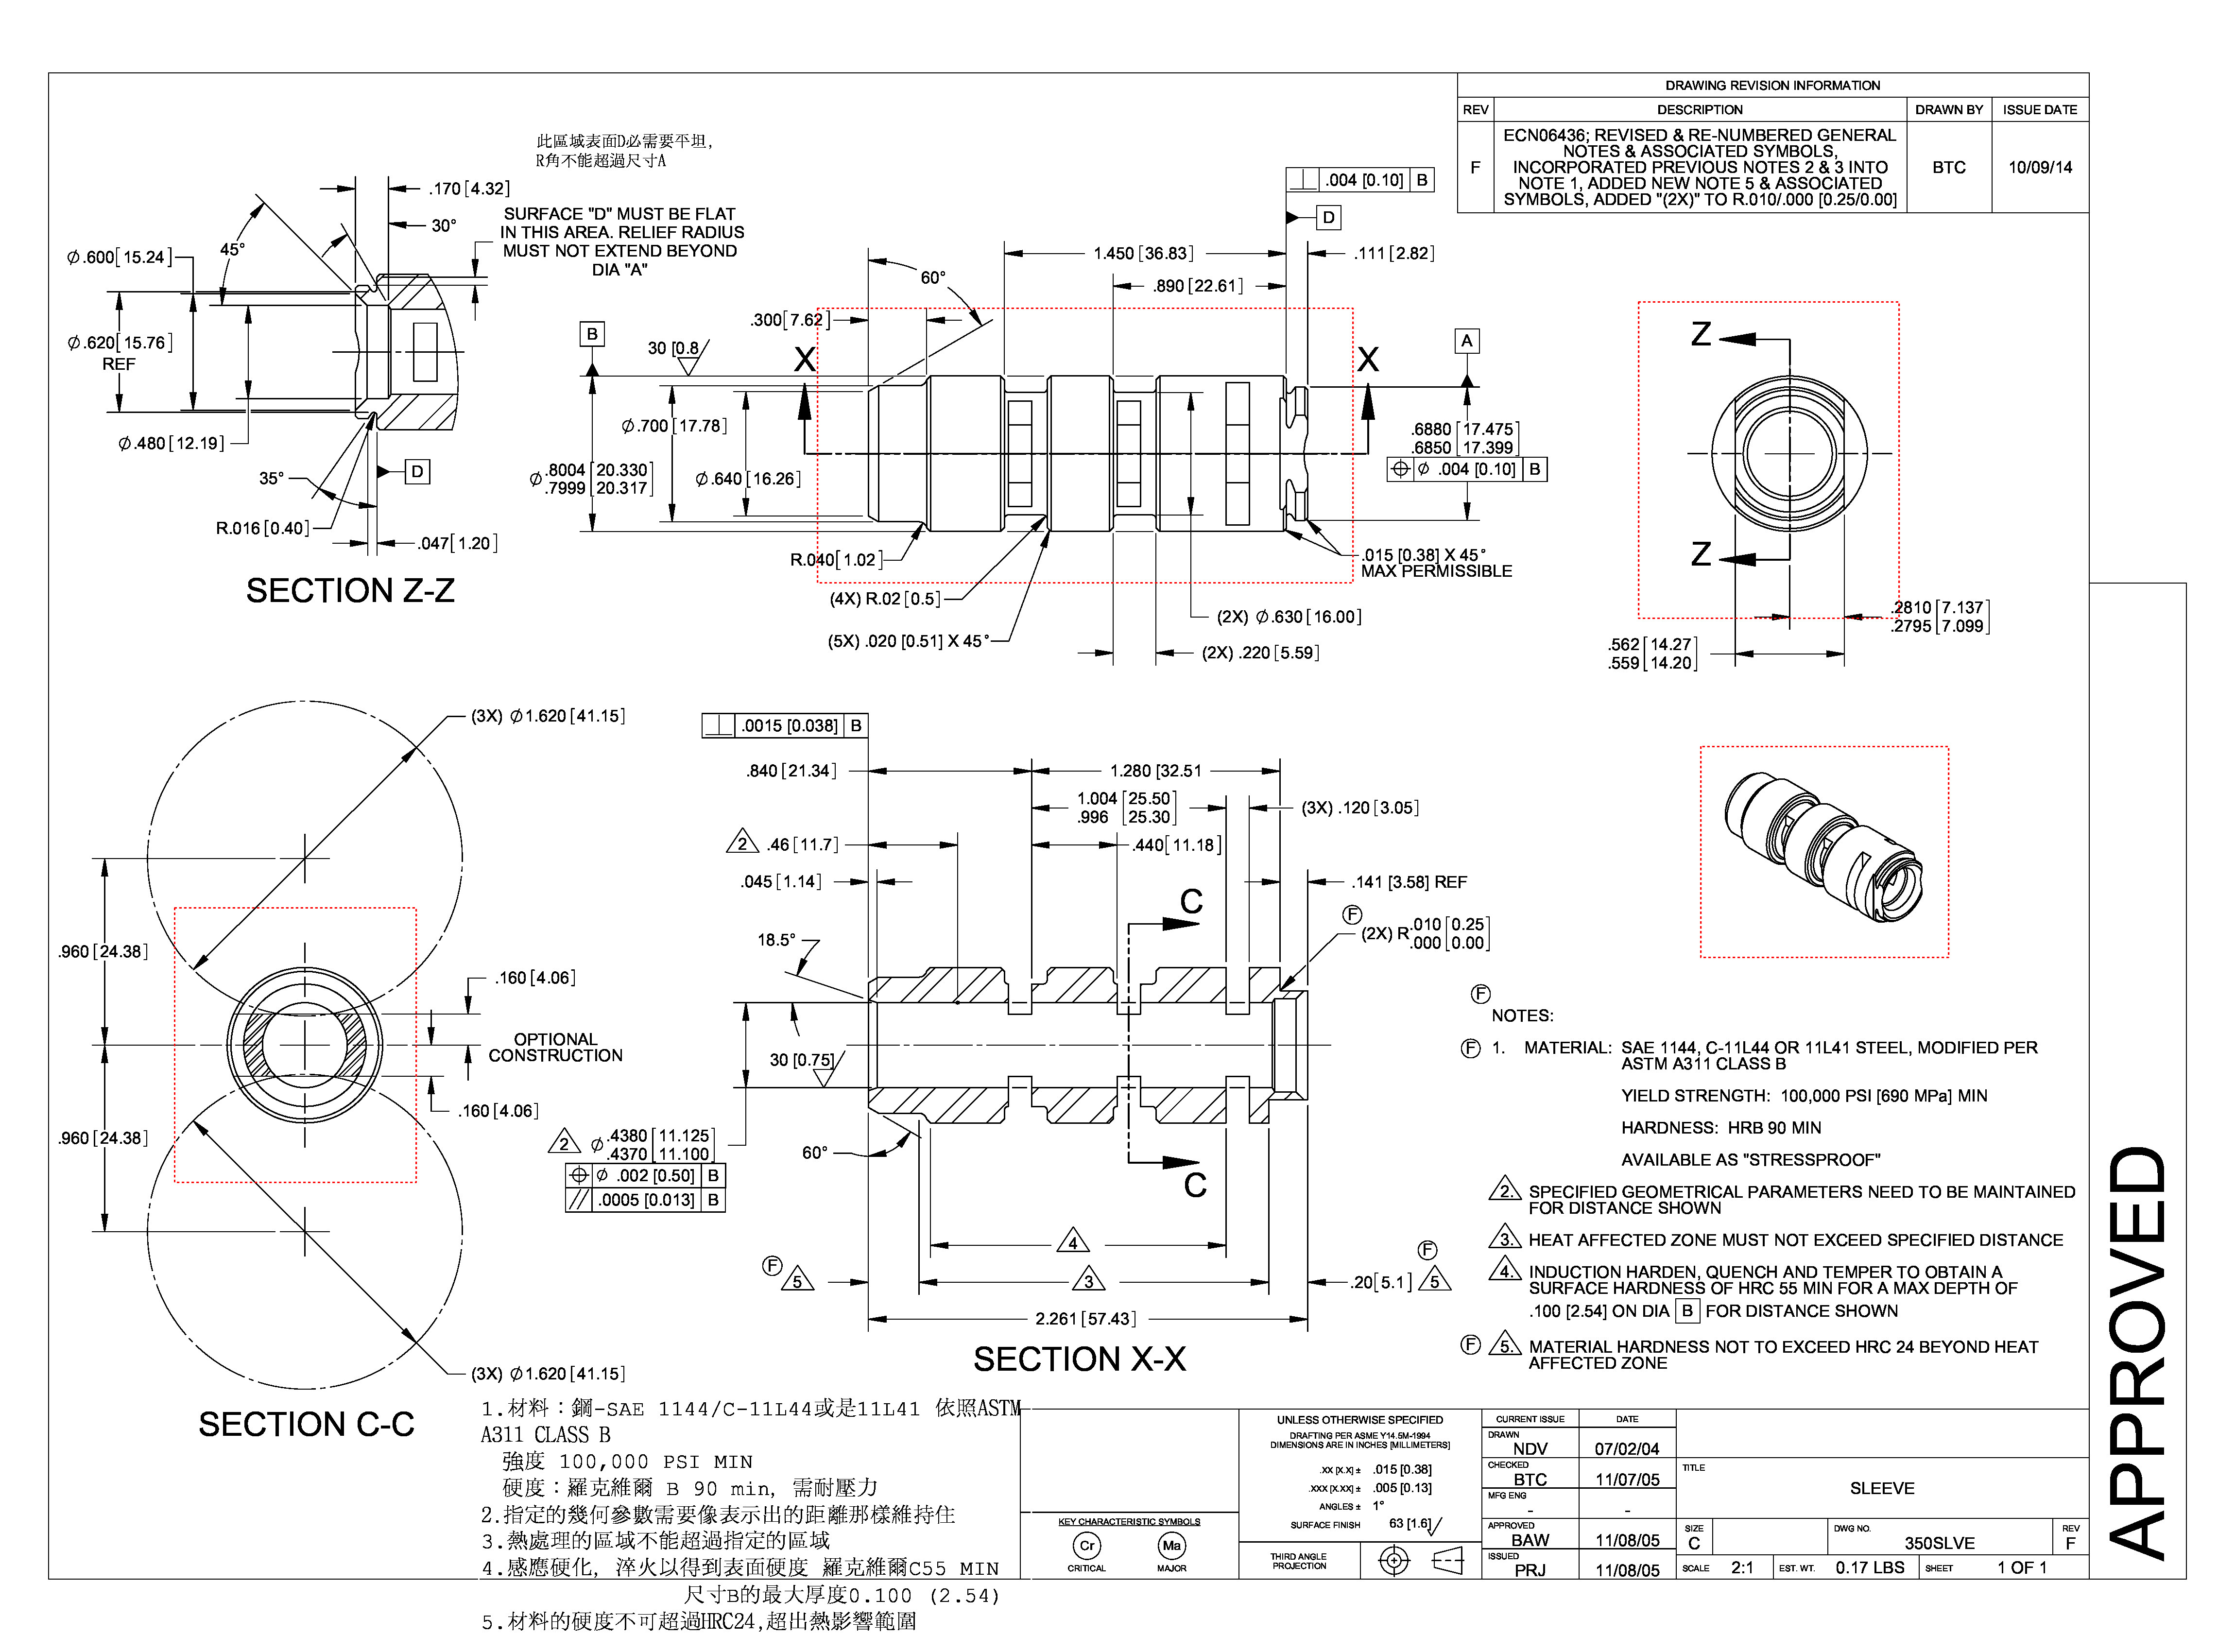 DRAWING REVISION INFORMATION
REV DESCRIPTION DRAWN BY ISSUE DATE
F
ECN06436; REVISED & RE-NUMBERED GENERAL
NOTES & ASSOCIATED SYMBOLS,
INCORPORATED PREVIOUS NOTES 2 & 3 INTO
NOTE 1, ADDED NEW NOTE 5 & ASSOCIATED
SYMBOLS, ADDED "(2X)" TO R.010/.000 [0.25/0.00]
BTC
10/09/14
此區域表面D必需要平坦,
R角不能超過尺寸A
SURFACE "D" MUST BE FLAT
IN THIS AREA. RELIEF RADIUS
MUST NOT EXTEND BEYOND
DIA "A"
.170[4.32]
30°
45°
Ø.600[15.24]
Ø.620[15.76]
REF
Ø.480[12.19]
35°
D
R.016[0.40]
.047[1.20]
SECTION Z-Z
⊥ .004 [0.10] B
D
1.450[36.83]
.111[2.82]
60°
.890[22.61]
.300[7.62]
B
30 [0.8
X
X
A
Ø.700[17.78]
Ø.8004[20.330]
.7999[20.317]
Ø.640[16.26]
.6880[17.475]
.6850[17.399]
⌖ Ø .004 [0.10] B
R.040[1.02]
.015 [0.38] X 45°
MAX PERMISSIBLE
(4X) R.02[0.5]
(2X) Ø.630[16.00]
(5X) .020 [0.51] X 45°
(2X) .220[5.59]
Z
Z
.2810[7.137]
.2795[7.099]
.562[14.27]
.559[14.20]
(3X) Ø1.620[41.15]
.960[24.38]
.160[4.06]
OPTIONAL
CONSTRUCTION
.160[4.06]
.960[24.38]
(3X) Ø1.620[41.15]
SECTION C-C
⊥ .0015 [0.038] B
.840[21.34]
1.280[32.51
1.004[25.50]
.996[25.30]
(3X) .120[3.05]
2 .46[11.7]
.440[11.18]
.045[1.14]
.141 [3.58] REF
C
F
(2X) R.010[0.25]
.000[0.00]
18.5°
30 [0.75]
2 Ø.4380[11.125]
.4370[11.100]
⌖ Ø .002 [0.50] B
// .0005 [0.013] B
60°
C
4
F
5
3
F
.20[5.1] 5
2.261[57.43]
SECTION X-X
F
NOTES:
F 1. MATERIAL: SAE 1144, C-11L44 OR 11L41 STEEL, MODIFIED PER
ASTM A311 CLASS B
YIELD STRENGTH: 100,000 PSI [690 MPa] MIN
HARDNESS: HRB 90 MIN
AVAILABLE AS "STRESSPROOF"
2. SPECIFIED GEOMETRICAL PARAMETERS NEED TO BE MAINTAINED
FOR DISTANCE SHOWN
3. HEAT AFFECTED ZONE MUST NOT EXCEED SPECIFIED DISTANCE
4. INDUCTION HARDEN, QUENCH AND TEMPER TO OBTAIN A
SURFACE HARDNESS OF HRC 55 MIN FOR A MAX DEPTH OF
.100 [2.54] ON DIA B FOR DISTANCE SHOWN
F 5. MATERIAL HARDNESS NOT TO EXCEED HRC 24 BEYOND HEAT
AFFECTED ZONE
APPROVED
1.材料：鋼-SAE 1144/C-11L44或是11L41 依照ASTM
A311 CLASS B
強度 100,000 PSI MIN
硬度：羅克維爾 B 90 min, 需耐壓力
2.指定的幾何參數需要像表示出的距離那樣維持住
3.熱處理的區域不能超過指定的區域
4.感應硬化, 淬火以得到表面硬度 羅克維爾C55 MIN
尺寸B的最大厚度0.100 (2.54)
5.材料的硬度不可超過HRC24,超出熱影響範圍
KEY CHARACTERISTIC SYMBOLS
Cr Ma
CRITICAL MAJOR
UNLESS OTHERWISE SPECIFIED
DRAFTING PER ASME Y14.5M-1994
DIMENSIONS ARE IN INCHES [MILLIMETERS]
.XX [X.X] ± .015 [0.38]
.XXX [X.XX] ± .005 [0.13]
ANGLES ± 1°
SURFACE FINISH 63 [1.6]
THIRD ANGLE
PROJECTION
CURRENT ISSUE DATE
DRAWN
NDV 07/02/04
CHECKED
BTC 11/07/05
MFG ENG
- -
APPROVED
BAW 11/08/05
ISSUED
PRJ 11/08/05
TITLE
SLEEVE
SIZE
C
DWG NO.
350SLVE
REV
F
SCALE 2:1
EST. WT. 0.17 LBS
SHEET 1 OF 1